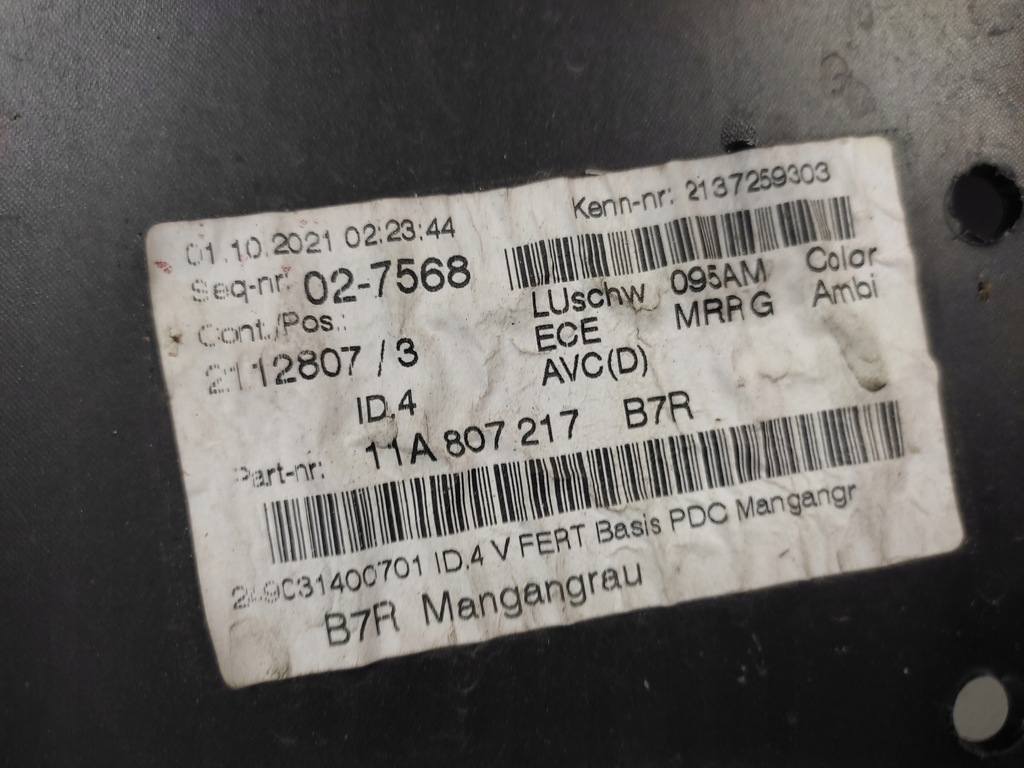 01.10.2021 02:23:44
Kenn-nr: 2137259303
Seq-nr: 02-7568
LUschw 095AM Color
Cont./Pos.:
ECE MRRG Ambi
2112807 / 3
AVC(D)
ID.4
Part-nr: 11A 807 217 B7R
249C31400701 ID.4 V FERT Basis PDC Mangangr
B7R Mangangrau